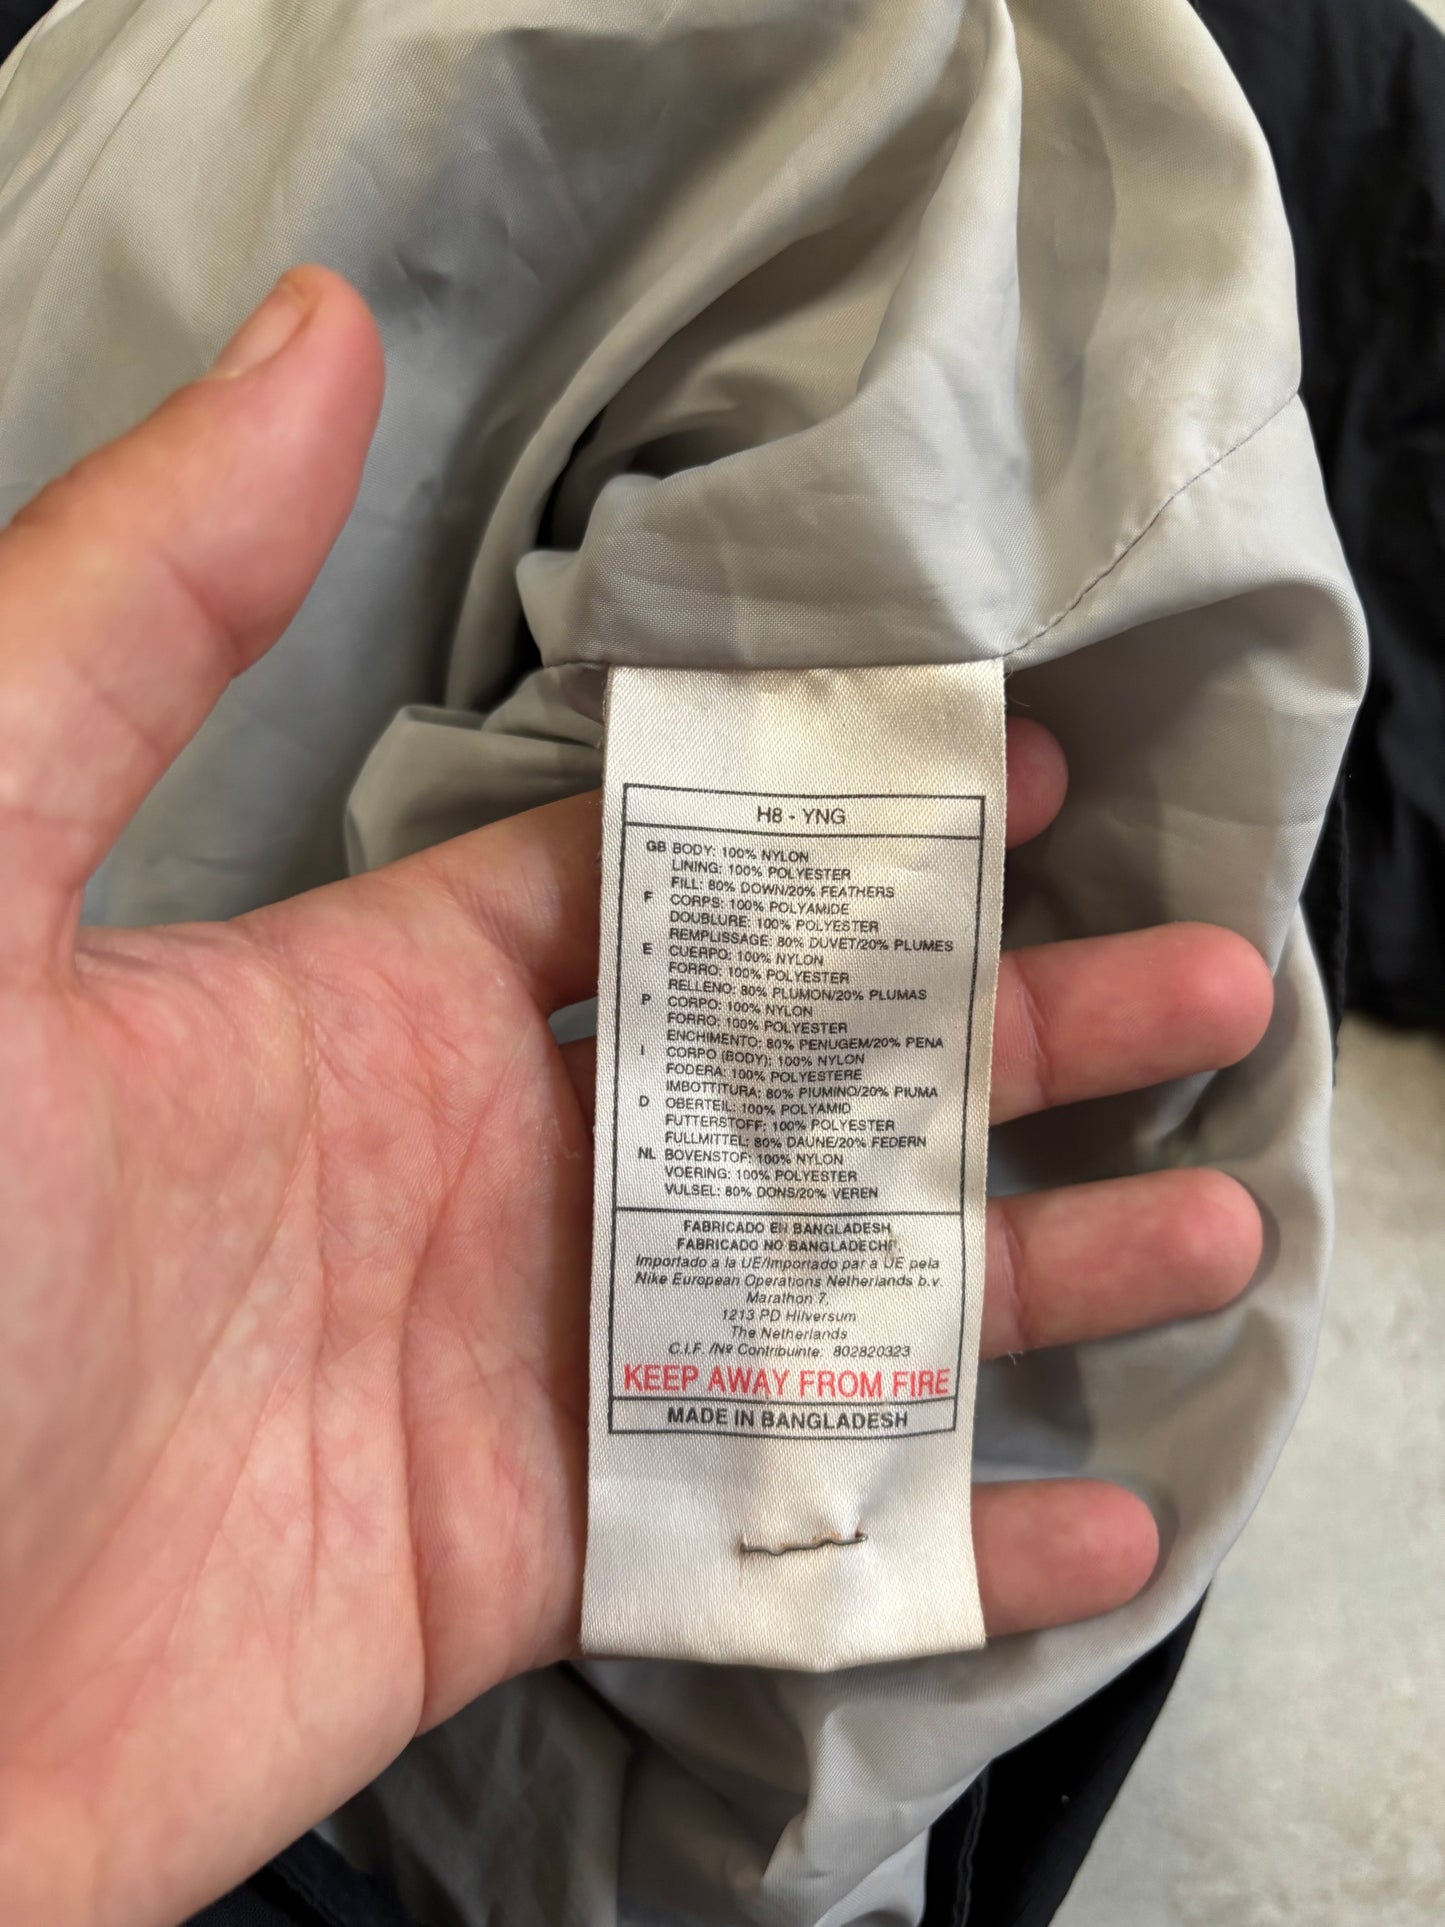 H8 - YNG
GB BODY: 100% NYLON
LINING: 100% POLYESTER
FILL: 80% DOWN/20% FEATHERS
F CORPS: 100% POLYAMIDE
DOUBLURE: 100% POLYESTER
REMPLISSAGE: 80% DUVET/20% PLUMES
E CUERPO: 100% NYLON
FORRO: 100% POLYESTER
RELLENO: 80% PLUMON/20% PLUMAS
P CORPO: 100% NYLON
FORRO: 100% POLYESTER
ENCHIMENTO: 80% PENUGEM/20% PENA
I CORPO (BODY): 100% NYLON
FODERA: 100% POLYESTERE
IMBOTTITURA: 80% PIUMINO/20% PIUMA
D OBERTEIL: 100% POLYAMID
FUTTERSTOFF: 100% POLYESTER
FULLMITTEL: 80% DAUNE/20% FEDERN
NL BOVENSTOF: 100% NYLON
VOERING: 100% POLYESTER
VULSEL: 80% DONS/20% VEREN
FABRICADO EN BANGLADESH
FABRICADO NO BANGLADECHE
Importado a la UE/Importado par a UE pela
Nike European Operations Netherlands b.v.
Marathon 7,
1213 PD Hilversum
The Netherlands
C.I.F. /Nº Contribuinte: 802820323
KEEP AWAY FROM FIRE
MADE IN BANGLADESH